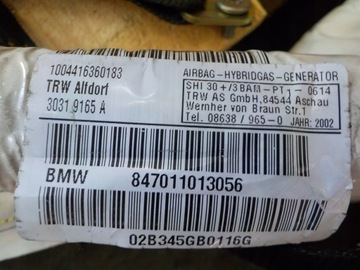 1004416360183
TRW Alfdorf
3031 9165 A
AIRBAG-HYBRIDGAS-GENERATOR
SHI 30 +/3BAM-PT1-0614
TRW AS GmbH,84544 Aschau
Wernher von Braun Str.1
Tel. 08638/ 965-0 JAHR: 2002
BMW 847011013056
02B345GB0116G